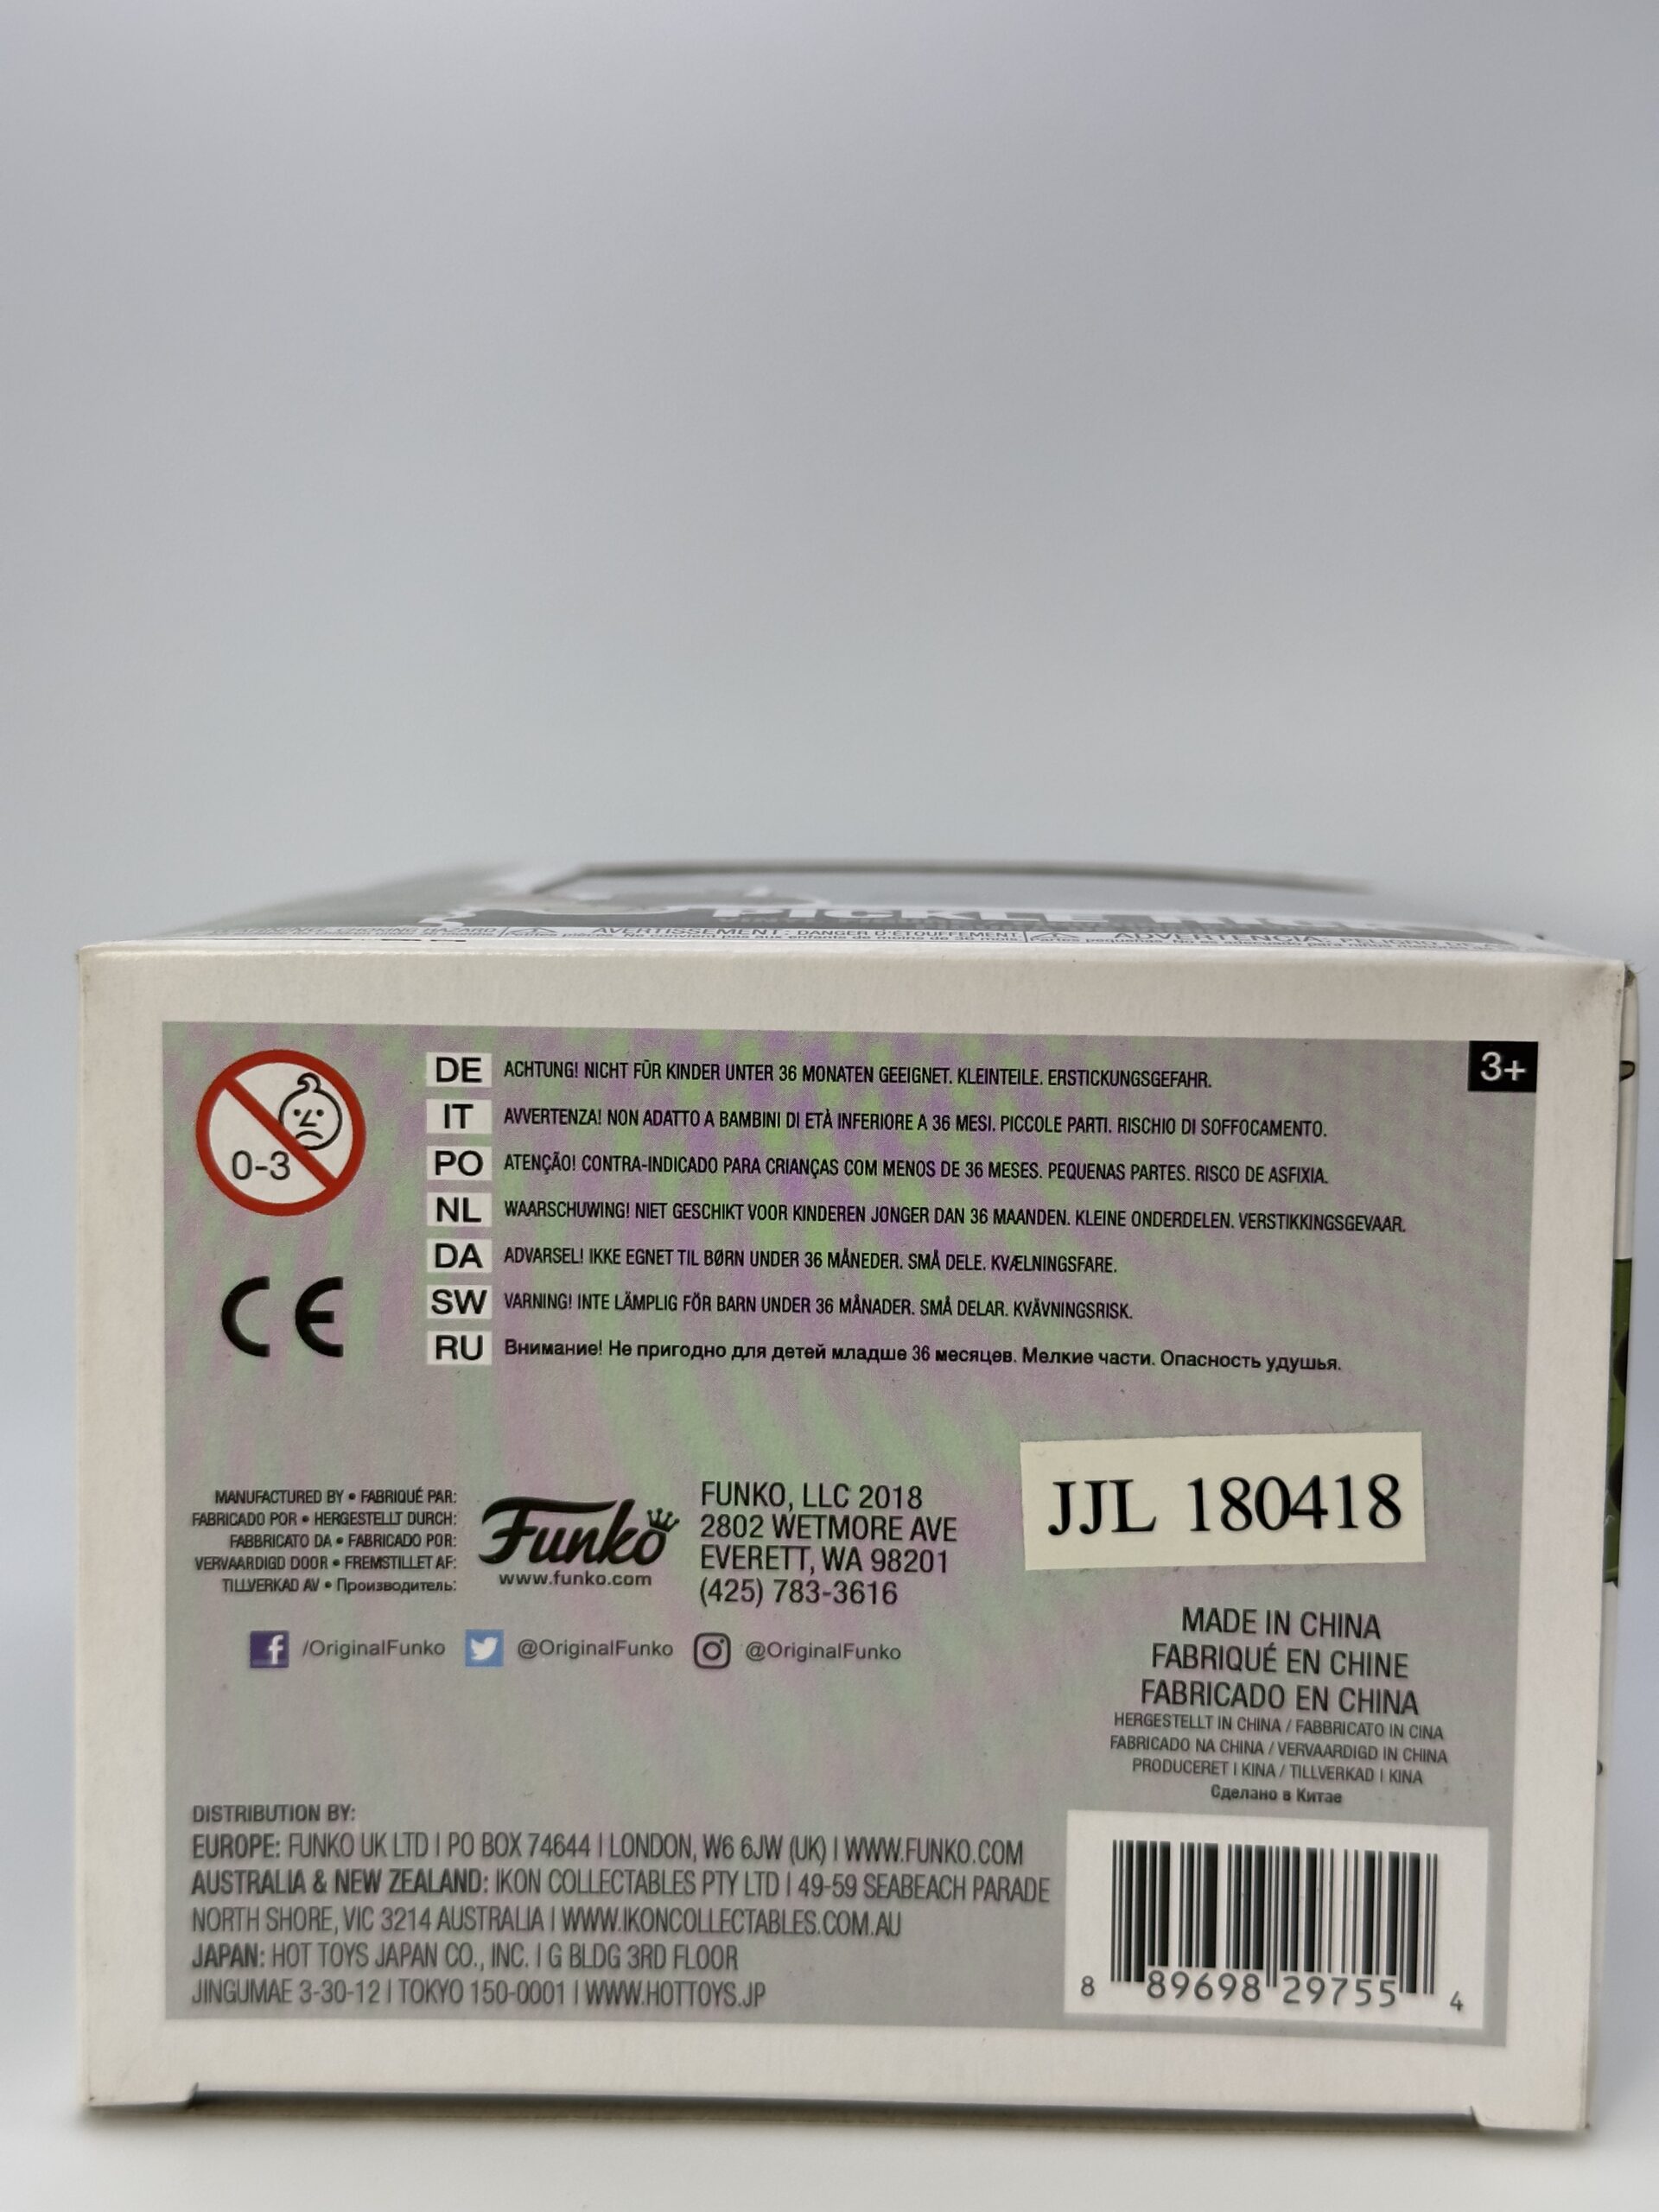 PICKLE RICK
AVERTISSEMENT: DANGER D'ÉTOUFFEMENT.
0-3
3+
DE ACHTUNG! NICHT FÜR KINDER UNTER 36 MONATEN GEEIGNET. KLEINTEILE. ERSTICKUNGSGEFAHR.
IT AVVERTENZA! NON ADATTO A BAMBINI DI ETÀ INFERIORE A 36 MESI. PICCOLE PARTI. RISCHIO DI SOFFOCAMENTO.
PO ATENÇÃO! CONTRA-INDICADO PARA CRIANÇAS COM MENOS DE 36 MESES. PEQUENAS PARTES. RISCO DE ASFIXIA.
NL WAARSCHUWING! NIET GESCHIKT VOOR KINDEREN JONGER DAN 36 MAANDEN. KLEINE ONDERDELEN. VERSTIKKINGSGEVAAR.
DA ADVARSEL! IKKE EGNET TIL BØRN UNDER 36 MÅNEDER. SMÅ DELE. KVÆLNINGSFARE.
SW VARNING! INTE LÄMPLIG FÖR BARN UNDER 36 MÅNADER. SMÅ DELAR. KVÄVNINGSRISK.
RU Внимание! Не пригодно для детей младше 36 месяцев. Мелкие части. Опасность удушья.
CE
MANUFACTURED BY • FABRIQUÉ PAR:
FABRICADO POR • HERGESTELLT DURCH:
FABBRICATO DA • FABRICADO POR:
VERVAARDIGD DOOR • FREMSTILLET AF:
TILLVERKAD AV • Производитель:
Funko
www.funko.com
FUNKO, LLC 2018
2802 WETMORE AVE
EVERETT, WA 98201
(425) 783-3616
JJL 180418
/OriginalFunko @OriginalFunko @OriginalFunko
MADE IN CHINA
FABRIQUÉ EN CHINE
FABRICADO EN CHINA
HERGESTELLT IN CHINA / FABBRICATO IN CINA
FABRICADO NA CHINA / VERVAARDIGD IN CHINA
PRODUCERET I KINA / TILLVERKAD I KINA
Сделано в Китае
DISTRIBUTION BY:
EUROPE: FUNKO UK LTD | PO BOX 74644 | LONDON, W6 6JW (UK) | WWW.FUNKO.COM
AUSTRALIA & NEW ZEALAND: IKON COLLECTABLES PTY LTD | 49-59 SEABEACH PARADE
NORTH SHORE, VIC 3214 AUSTRALIA | WWW.IKONCOLLECTABLES.COM.AU
JAPAN: HOT TOYS JAPAN CO., INC. | G BLDG 3RD FLOOR
JINGUMAE 3-30-12 | TOKYO 150-0001 | WWW.HOTTOYS.JP
8 89698 29755 4